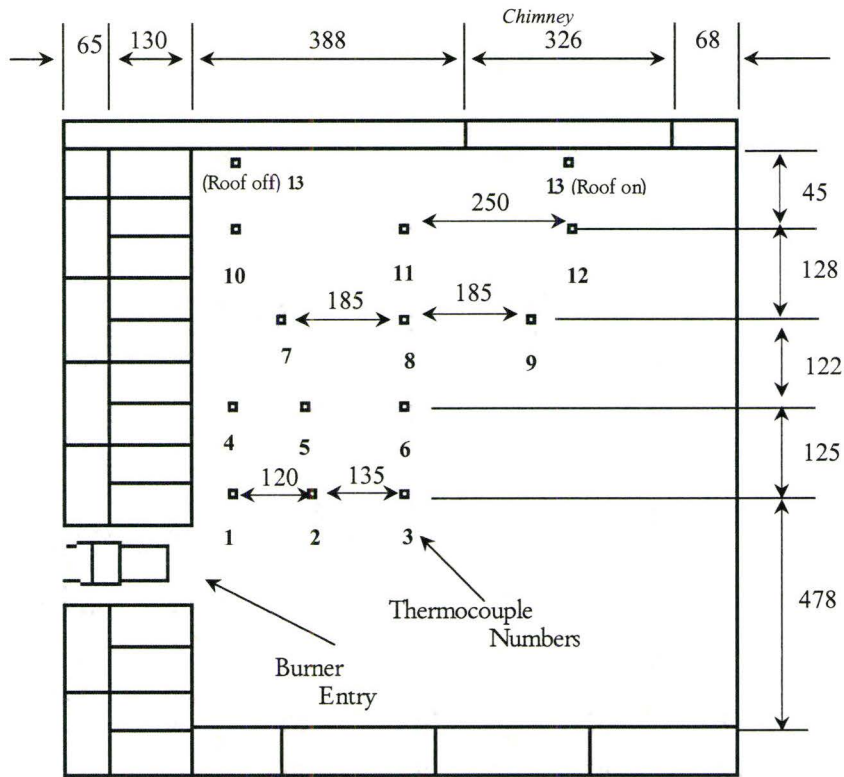 Chimney
65 130 388 326 68
(Roof off) 13
13 (Roof on)
45
250
10 11 12
128
185 185
7 8 9
122
4 5 6
125
120 135
1 2 3
478
Thermocouple
Numbers
Burner
Entry